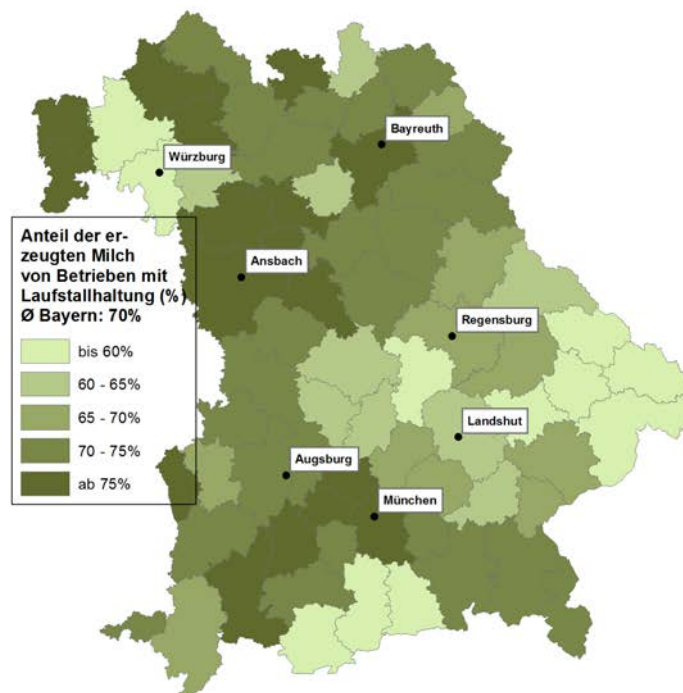 Bayreuth
Würzburg
Anteil der er-
zeugten Milch
von Betrieben mit
Laufstallhaltung (%)
Ø Bayern: 70%
bis 60%
60 - 65%
65 - 70%
70 - 75%
ab 75%
Ansbach
Regensburg
Landshut
Augsburg
München